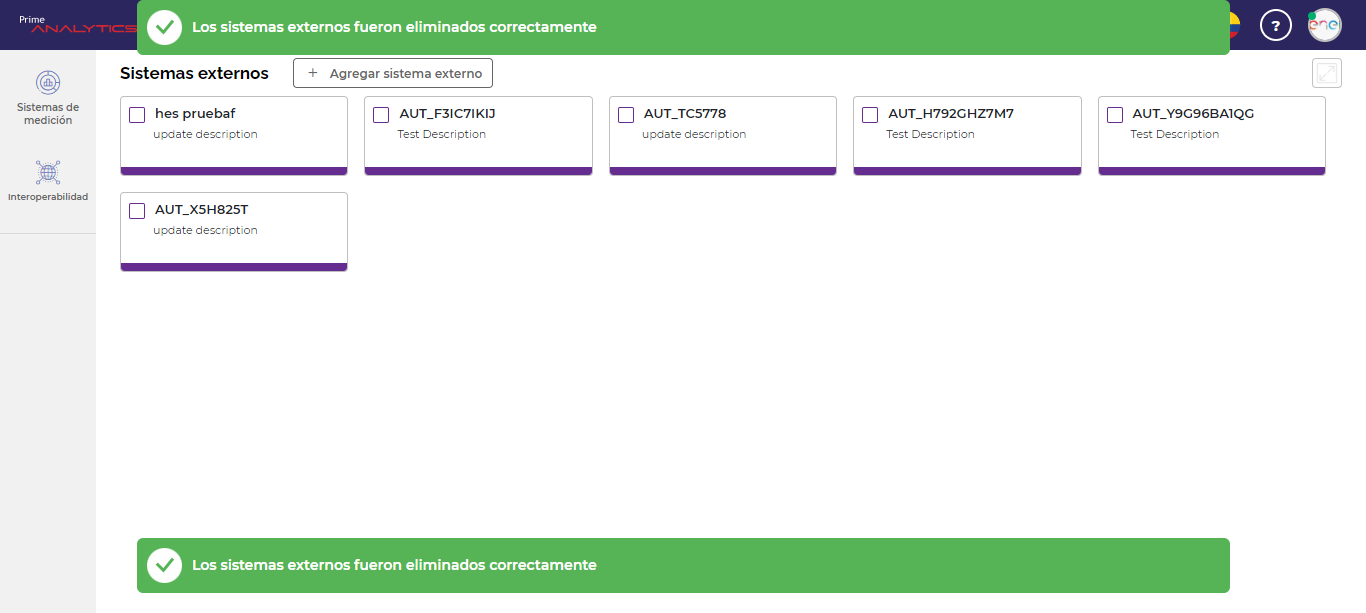 Prime
ANALYTICS
Los sistemas externos fueron eliminados correctamente
?
ene
Sistemas de
medición
Interoperabilidad
Sistemas externos
+ Agregar sistema externo
hes pruebaf
update description
AUT_F3IC7IKIJ
Test Description
AUT_TC5778
update description
AUT_H792GHZ7M7
Test Description
AUT_Y9G96BA1QG
Test Description
AUT_X5H825T
update description
Los sistemas externos fueron eliminados correctamente